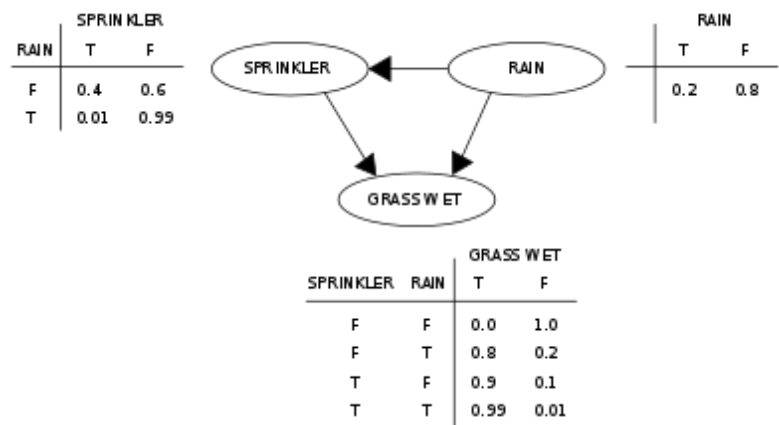 SPRINKLER
RAIN T F
F 0.4 0.6
T 0.01 0.99
SPRINKLER
RAIN
RAIN
T F
0.2 0.8
GRASS WET
GRASS WET
SPRINKLER RAIN T F
F F 0.0 1.0
F T 0.8 0.2
T F 0.9 0.1
T T 0.99 0.01